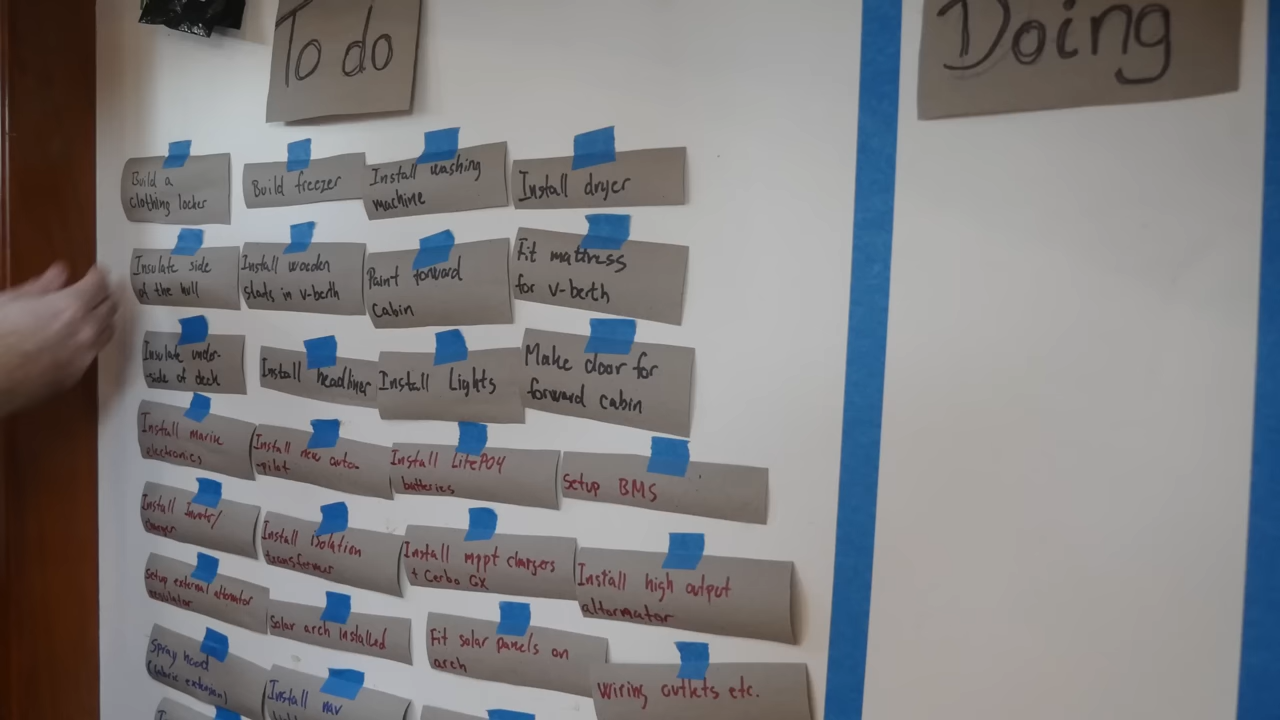 To do
Doing
Build a
clothing locker
Build freezer
Install washing
machine
Install dryer
Insulate side
of the hull
Install wooden
slads in v-berth
Paint forward
Cabin
Fit mattress
for v-berth
Insulate under-
-side of deck
Install headliner
Install Lights
Make door for
forward cabin
Install marine
electronics
Install new auto-
-pilot
Install LifePO4
batteries
Setup BMS
Install
Install isolation
transformer
Install mppt chargers
+ Cerbo GX
Install high output
alternator
Setup external alternator
regulator
Solar arch installed
Fit solar panels on
arch
Wiring outlets etc.
Spray hood
(fabric extension)
Install nav